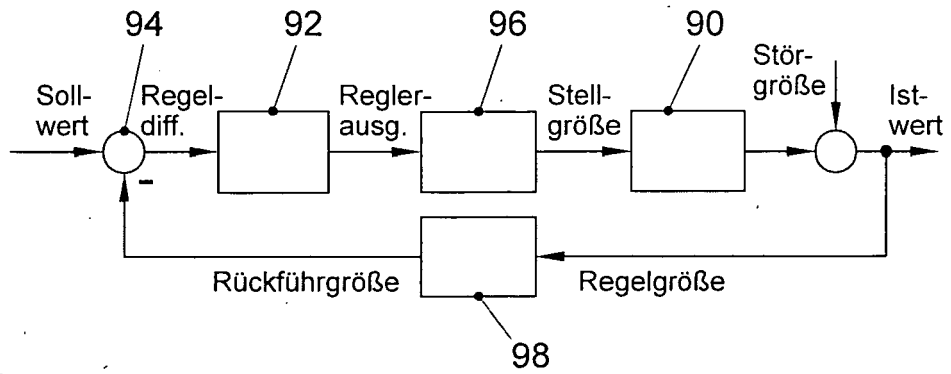 94
92
96
90
Soll-
wert
Regel-
diff.
Regler-
ausg.
Stell-
größe
Stör-
größe
Ist-
wert
–
Rückführgröße
Regelgröße
98